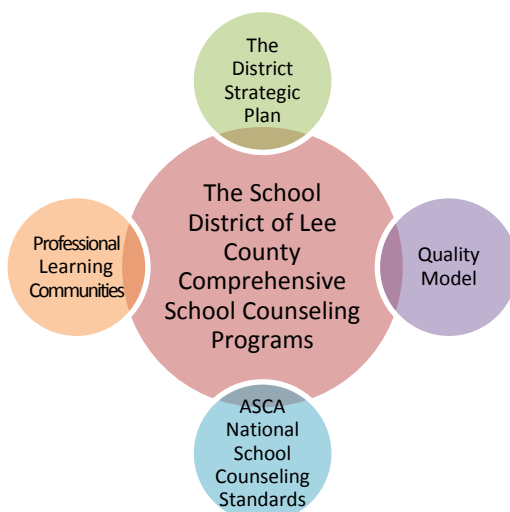 The
District
Strategic
Plan
The School
District of Lee
County
Comprehensive
School Counseling
Programs
Professional
Learning
Communities
Quality
Model
ASCA
National
School
Counseling
Standards